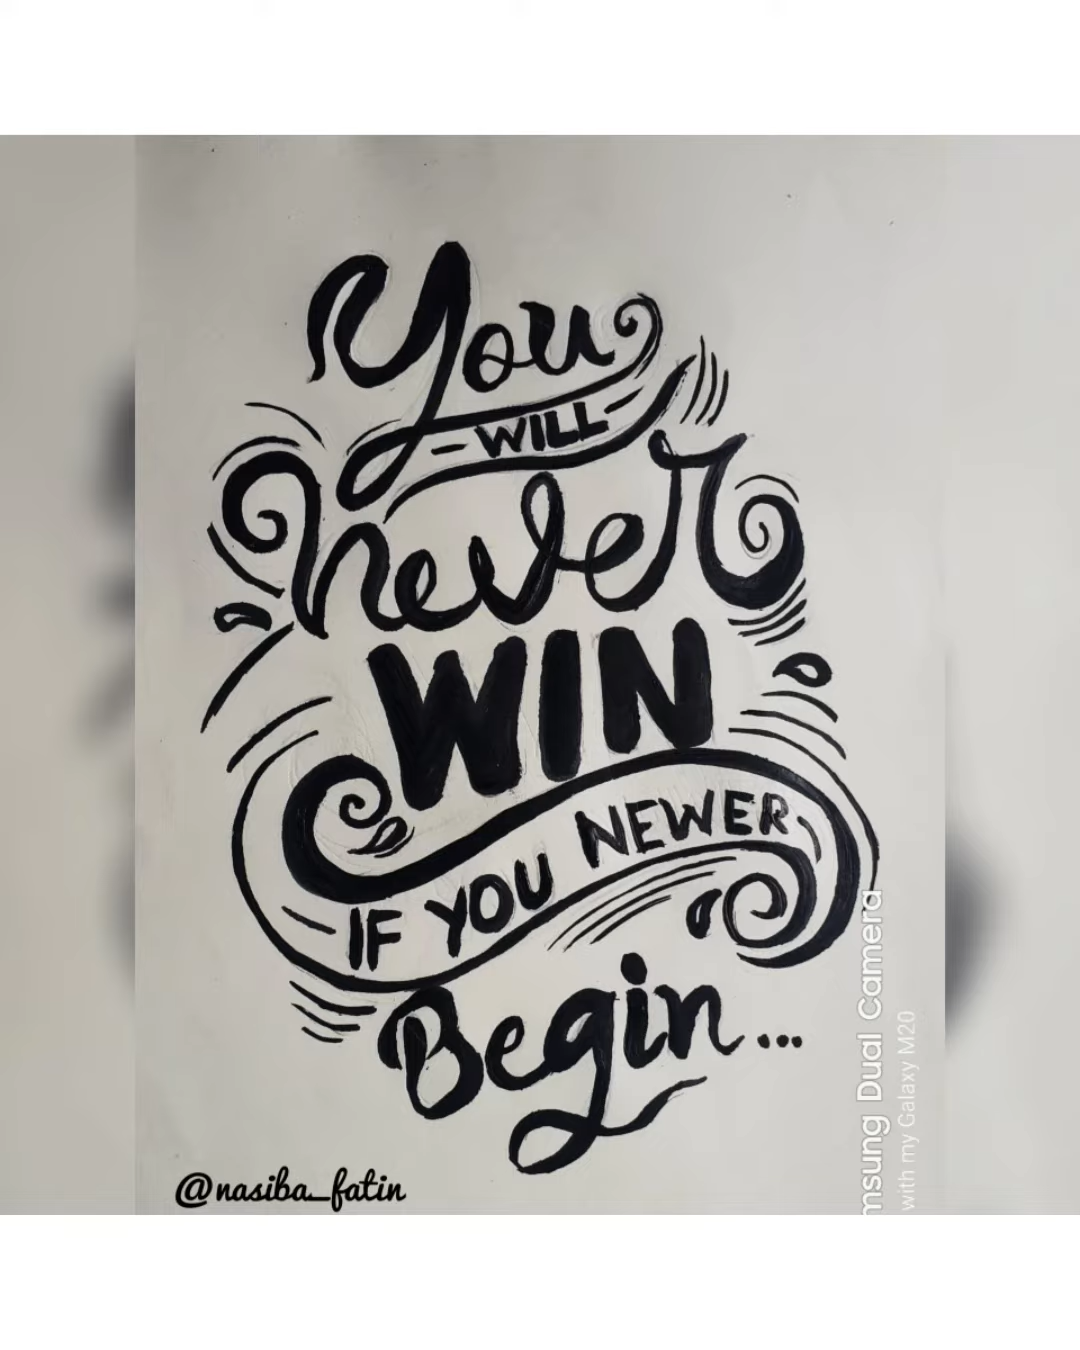 You
- WILL -
never
WIN
IF YOU NEWER
Begin...
@nasiba_fatin
msung Dual Camera
with my Galaxy M20